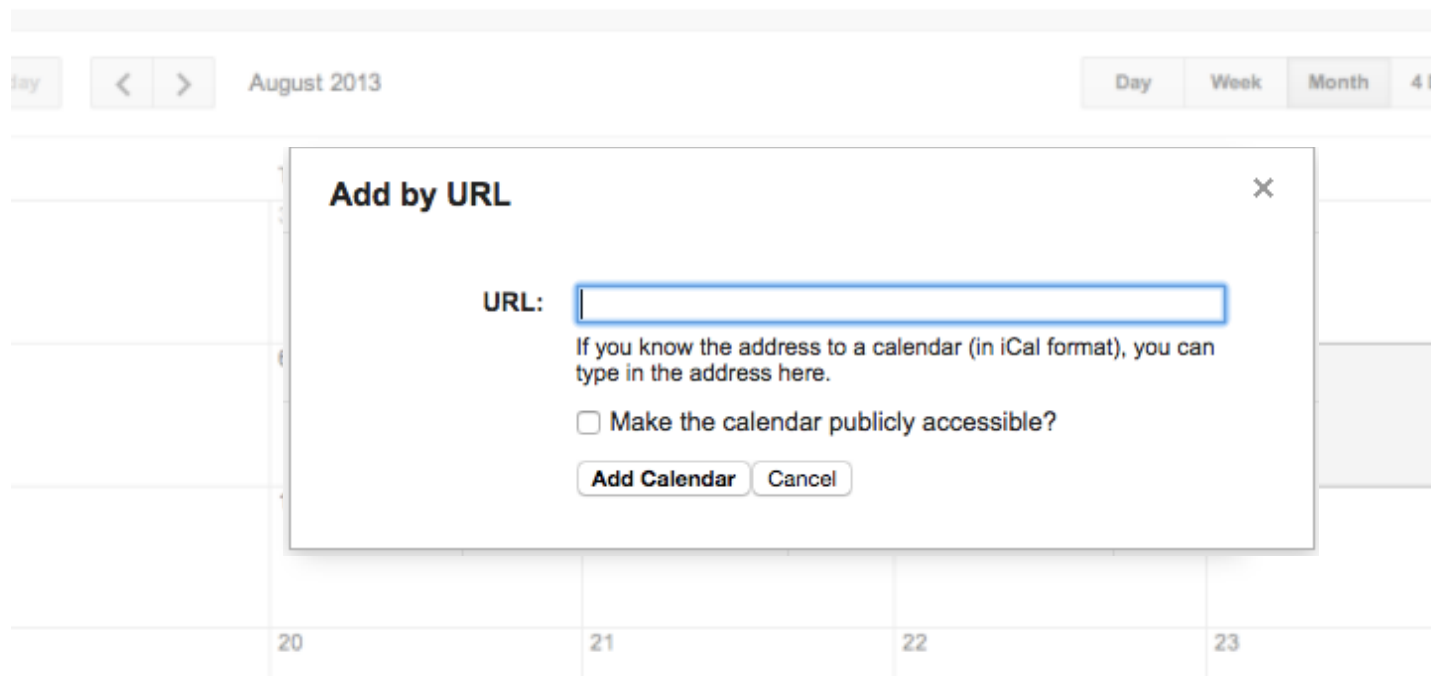 August 2013
Day Week Month 4
Add by URL
URL:
If you know the address to a calendar (in iCal format), you can
type in the address here.
Make the calendar publicly accessible?
Add Calendar Cancel
20 21 22 23